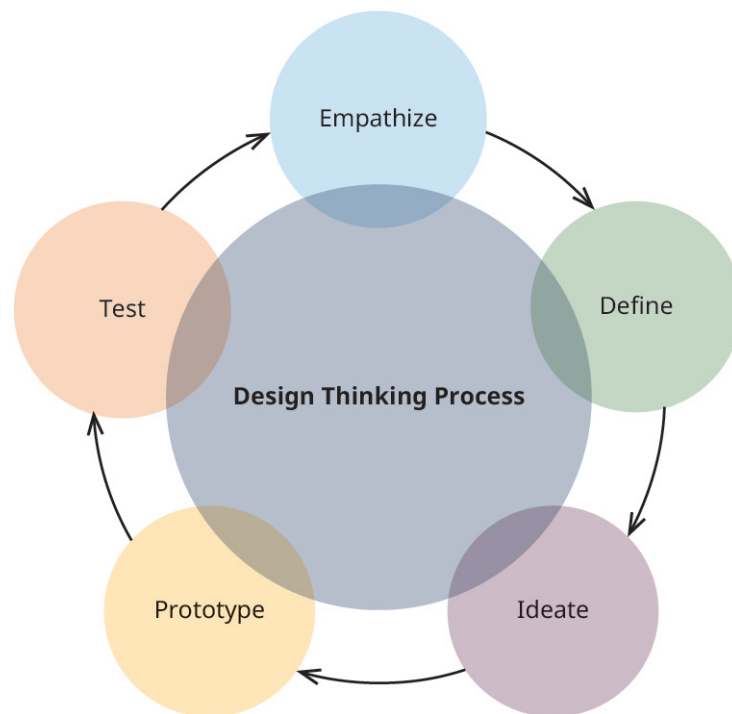 Empathize
Define
Ideate
Prototype
Test
Design Thinking Process